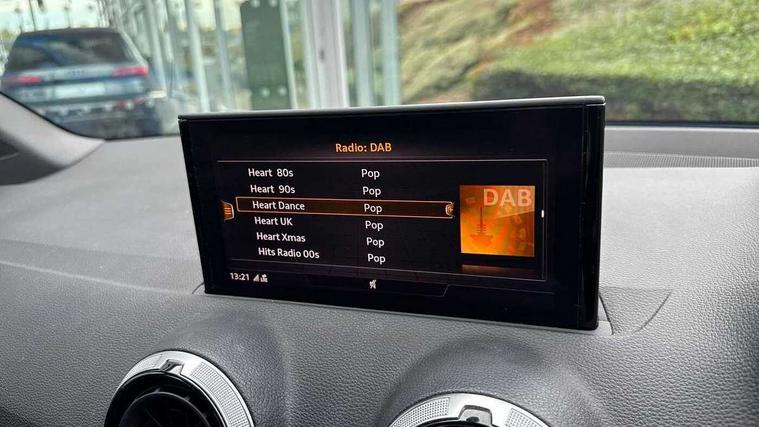 Radio: DAB
Heart 80s Pop
Heart 90s Pop
Heart Dance Pop
Heart UK Pop
Heart Xmas Pop
Hits Radio 00s Pop
DAB
13:21